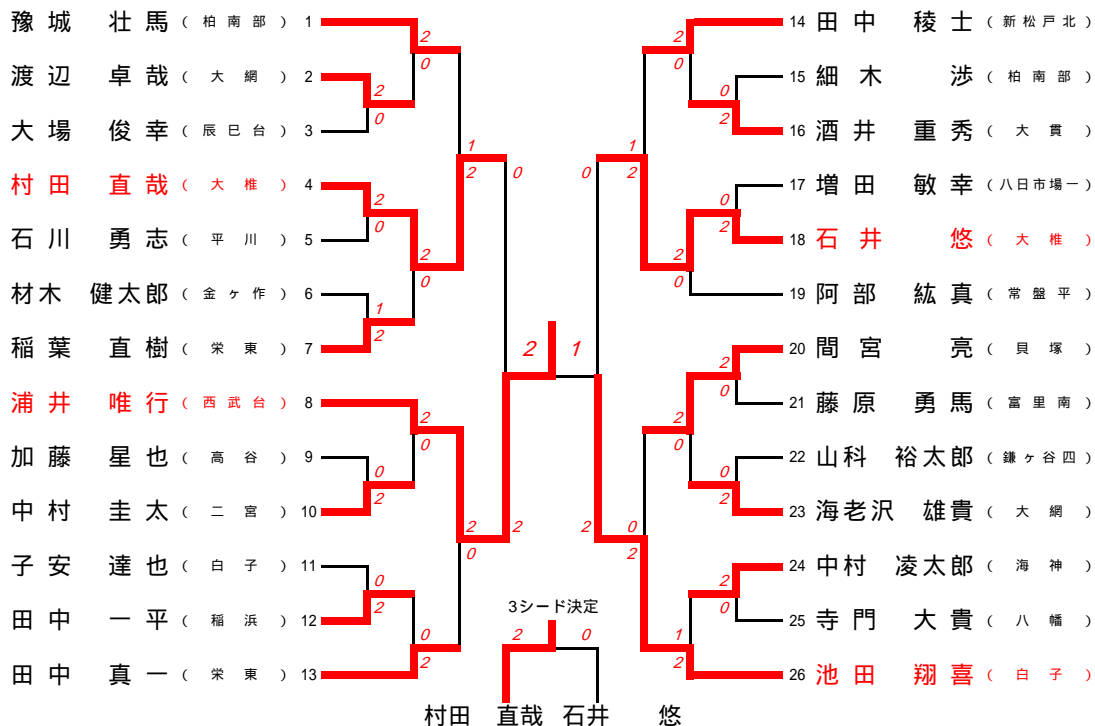 豫城 壮馬 (柏南部) 1
2
0
渡辺 卓哉 (大網) 2
2
0
大場 俊幸 (辰巳台) 3
1
2
0
村田 直哉 (大椎) 4
2
0
石川 勇志 (平川) 5
2
0
材木 健太郎 (金ヶ作) 6
1
2
稲葉 直樹 (栄東) 7
浦井 唯行 (西武台) 8
2
0
加藤 星也 (高谷) 9
0
2
中村 圭太 (二宮) 10
2
0
2
子安 達也 (白子) 11
0
2
田中 一平 (稲浜) 12
0
2
田中 真一 (栄東) 13
2 1
3シード決定
2 0
村田 直哉 石井 悠
14 田中 稜士 (新松戸北)
2
0
15 細木 渉 (柏南部)
0
2
16 酒井 重秀 (大貫)
0
1
2
17 増田 敏幸 (八日市場一)
0
2
18 石井 悠 (大椎)
2
0
19 阿部 紘真 (常盤平)
20 間宮 亮 (貝塚)
2
0
21 藤原 勇馬 (富里南)
2
0
22 山科 裕太郎 (鎌ヶ谷四)
0
2
23 海老沢 雄貴 (大網)
2
0
2
24 中村 凌太郎 (海神)
2
0
25 寺門 大貴 (八幡)
1
2
26 池田 翔喜 (白子)